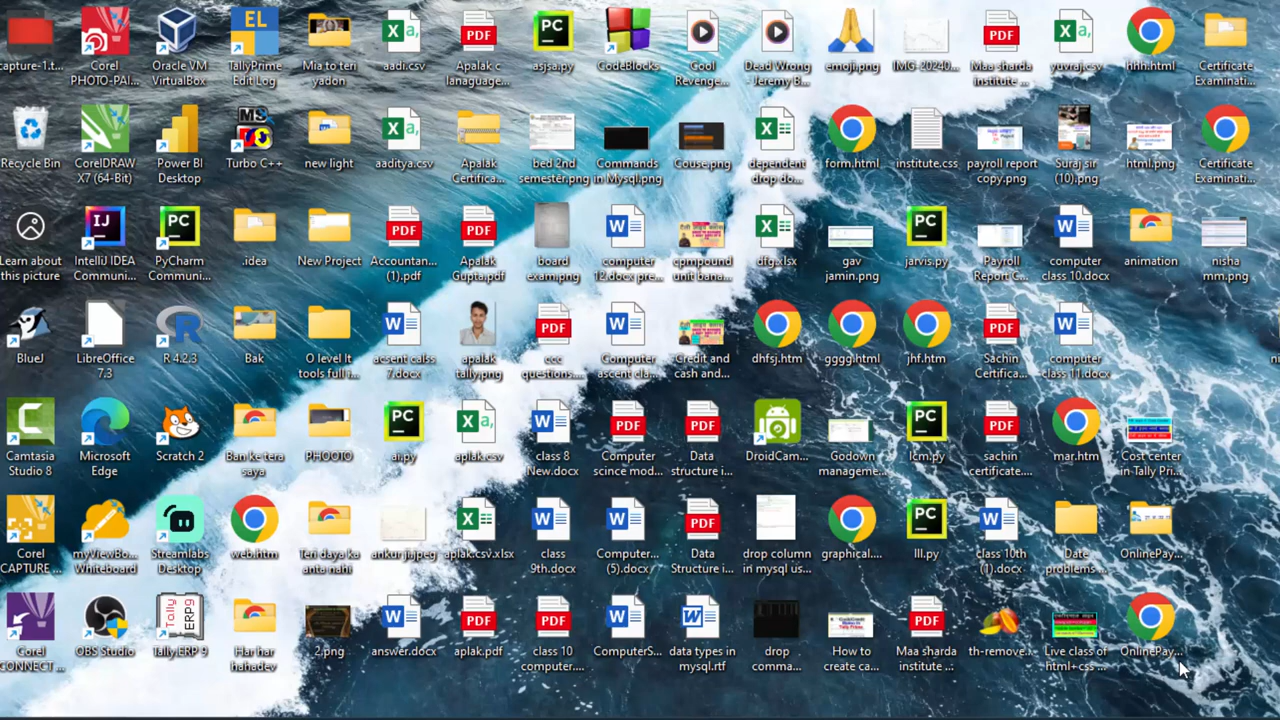 capture-1.t...
Corel
PHOTO-PAI...
Oracle VM
VirtualBox
TallyPrime
Edit Log
Mia to teri
yadon
aadi.csv
Apalak c
lanaguage...
asjsa.py
CodeBlocks
Cool
Revenge...
Dead Wrong
- Jeremy B...
emoji.png
IMG-20240...
Maa sharda
institute ...
yuvraj.csv
hhh.html
Certificate
Examinati...
Recycle Bin
CorelDRAW
X7 (64-Bit)
Power BI
Desktop
Turbo C++
new light
aaditya.csv
Apalak
Certifica...
bed 2nd
semester.png
Commands
in Mysql.png
Couse.png
dependent
drop do...
form.html
institute.css
payroll report
copy.png
Suraj sir
(10).png
html.png
Certificate
Examinati...
Learn about
this picture
IntelliJ IDEA
Communi...
PyCharm
Communi...
.idea
New Project
Accountan...
(1).pdf
Apalak
Gupta.pdf
board
exam.png
computer
12.docx pre...
cpmpound
unit bana...
dfg.xlsx
gav
jamin.png
jarvis.py
Payroll
Report C...
computer
class 10.docx
animation
nisha
mm.png
BlueJ
LibreOffice
7.3
R 4.2.3
Bak
O level It
tools full i...
acsent calss
7.docx
apalak
tally.png
ccc
questions....
Computer
ascent cla...
Credit and
cash and...
dhfsj.htm
ggggi.html
jhf.htm
Sachin
Certifica...
computer
class 11.docx
Camtasia
Studio 8
Microsoft
Edge
Scratch 2
Ban ke tera
saya
PHOOTO
ai.py
aplak.csv
class 8
New.docx
Computer
scince mod...
Data
structure i...
DroidCam...
Godown
manageme...
lcm.py
sachin
certificate....
mar.htm
Cost center
in Tally Pri...
Corel
CAPTURE ...
myViewBo...
Whiteboard
Streamlabs
Desktop
web.htm
Teri daya ka
anta nahi
ankur ji.jpeg
aplak.csv.xlsx
class
9th.docx
Computer...
(5).docx
Data
Structure i...
drop column
in mysql us...
graphical....
lll.py
class 10th
(1).docx
Date
problems ...
OnlinePay...
Corel
CONNECT ...
OBS Studio
Tally.ERP 9
Har har
hahadev
2.png
answer.docx
aplak.pdf
class 10
computer....
ComputerS...
data types in
mysql.rtf
drop
comma...
How to
create ca...
Maa sharda
institute ...
th-remove...
Live class of
html+css ...
OnlinePay...